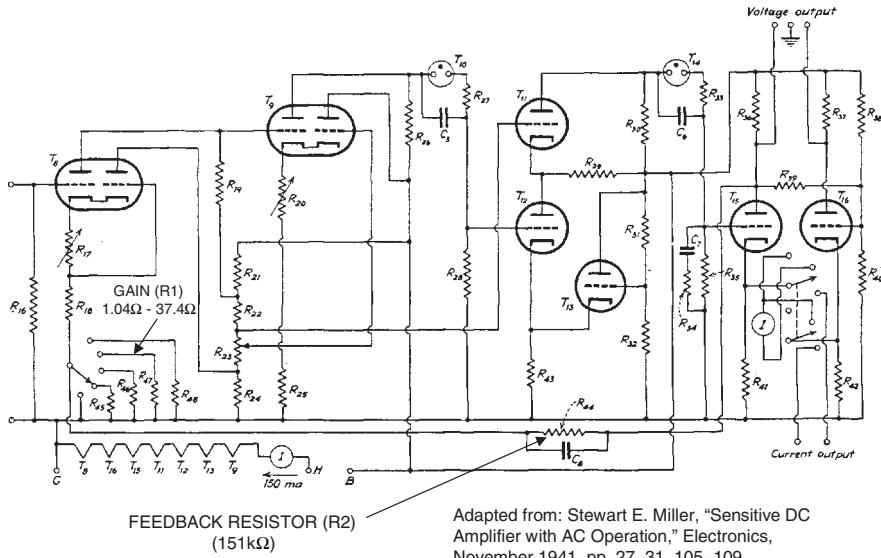 Voltage output
T8
T9
T10
T11
T12
T13
T14
T15
T16
R16
R17
R18
R19
R20
R21
R22
R23
R24
R25
R26
R27
R28
C5
R29
R30
R31
R32
R33
C6
C7
R34
R35
R36
R37
R38
R39
R40
R41
R42
R43
R44
C8
R45
R46
R47
R48
I
GAIN (R1)
1.04Ω - 37.4Ω
G
T8 T16 T15 T11 T12 T13 T9
I
H
150 ma
B
Current output
FEEDBACK RESISTOR (R2)
(151kΩ)
Adapted from: Stewart E. Miller, “Sensitive DC
Amplifier with AC Operation,” Electronics,
November 1941, pp. 27–31, 105–109